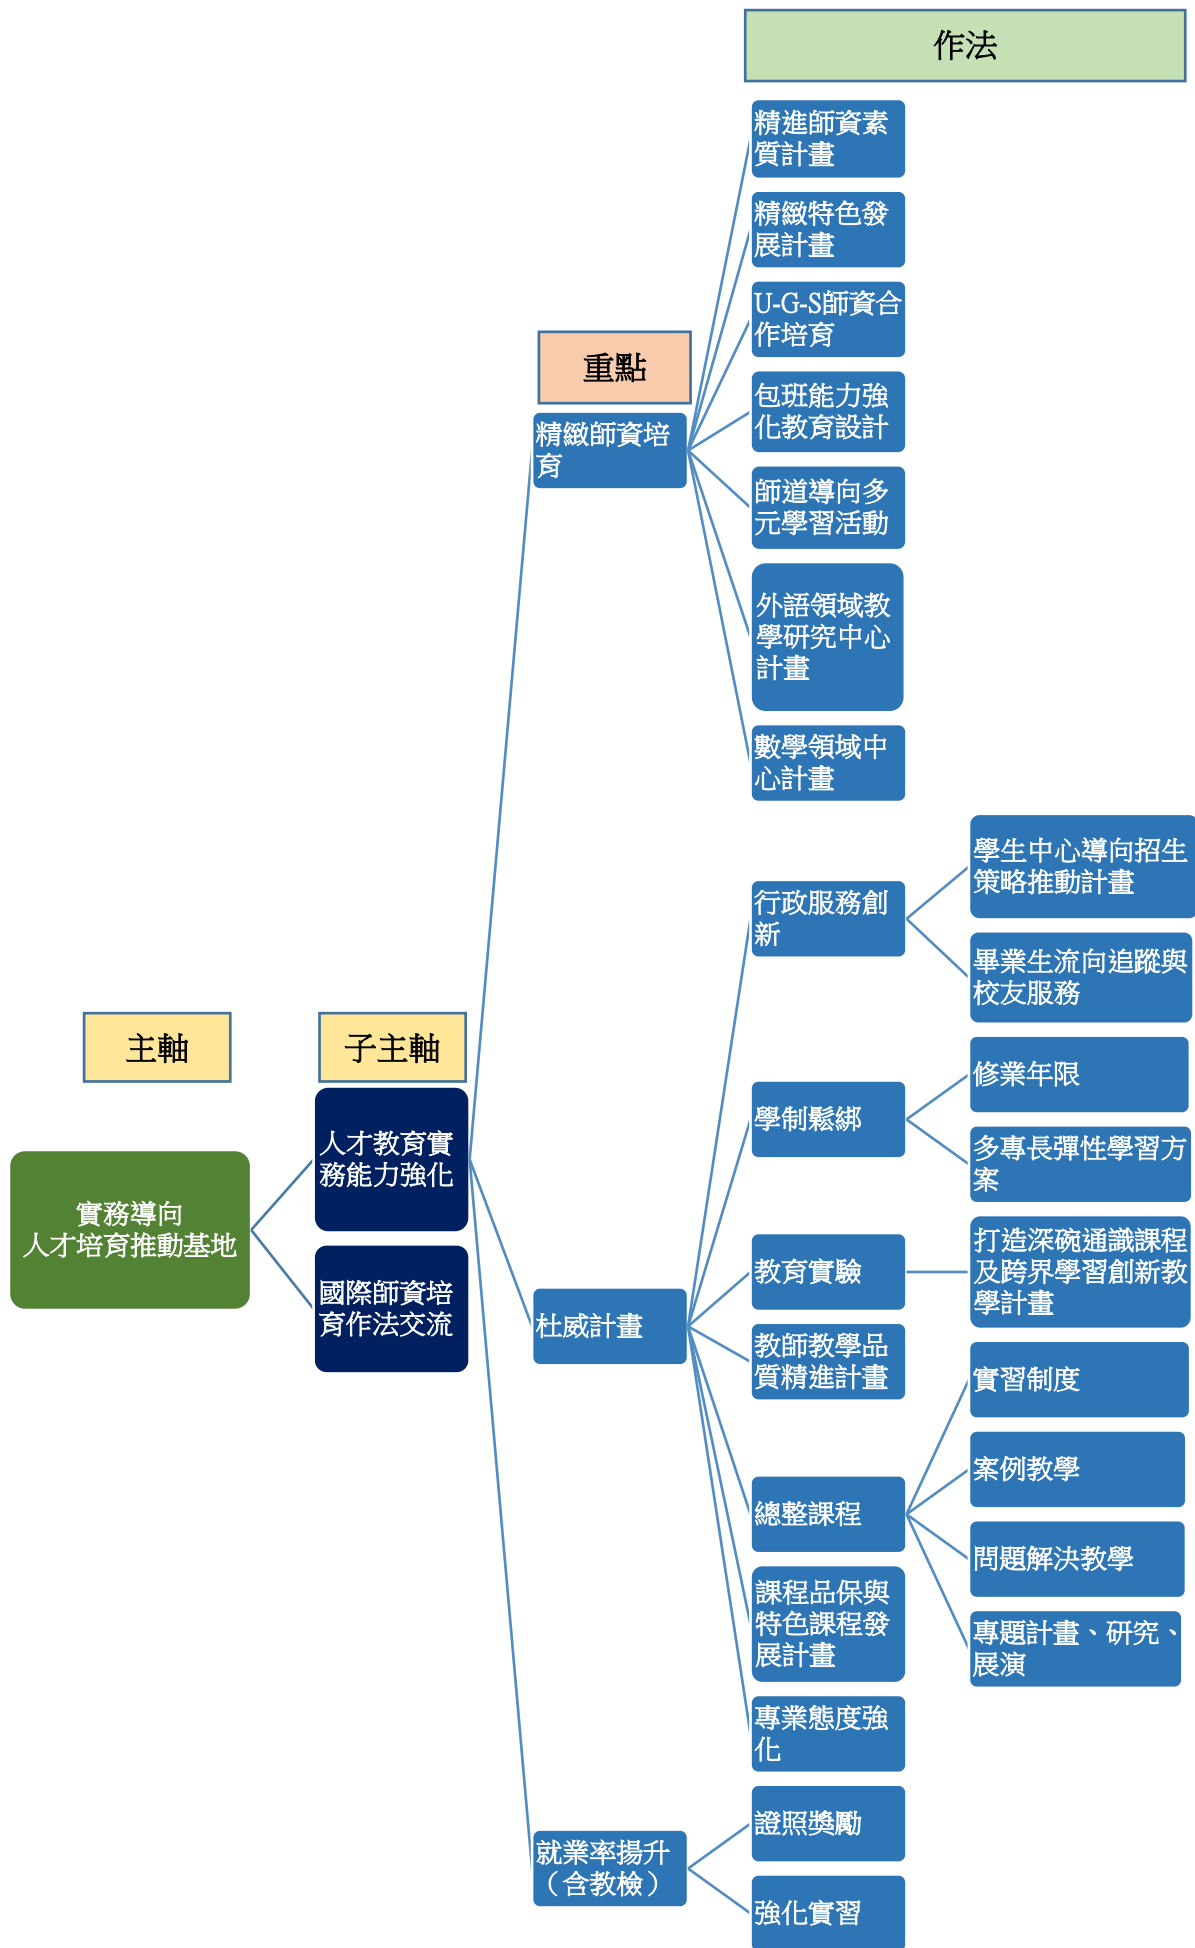 作法
精進師資素
質計畫
精緻特色發
展計畫
U-G-S師資合
作培育
重點
包班能力強
化教育設計
精緻師資培
育
師道導向多
元學習活動
外語領域教
學研究中心
計畫
數學領域中
心計畫
學生中心導向招生
策略推動計畫
行政服務創
新
畢業生流向追蹤與
校友服務
主軸
子主軸
修業年限
學制鬆綁
人才教育實
務能力強化
多專長彈性學習方
案
實務導向
人才培育推動基地
國際師資培
育作法交流
打造深碗通識課程
及跨界學習創新教
學計畫
教育實驗
杜威計畫
教師教學品
質精進計畫
實習制度
案例教學
總整課程
問題解決教學
課程品保與
特色課程發
展計畫
專題計畫、研究、
展演
專業態度強
化
就業率揚升
（含教檢）
證照獎勵
強化實習